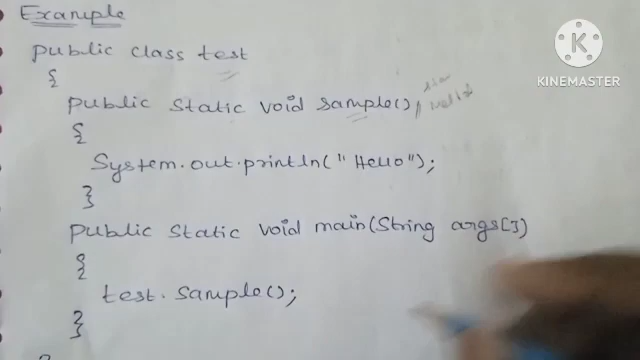 Example
public class test
{
public static void sample()
{
System.out.println("Hello");
}
public static void main(String args[])
{
test.sample();
}
KINEMASTER